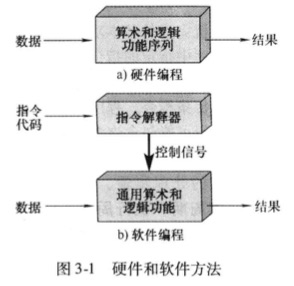 数据
算术和逻辑
功能序列
结果
a) 硬件编程
指令
代码
指令解释器
控制信号
数据
通用算术和
逻辑功能
结果
b) 软件编程
图 3-1 硬件和软件方法